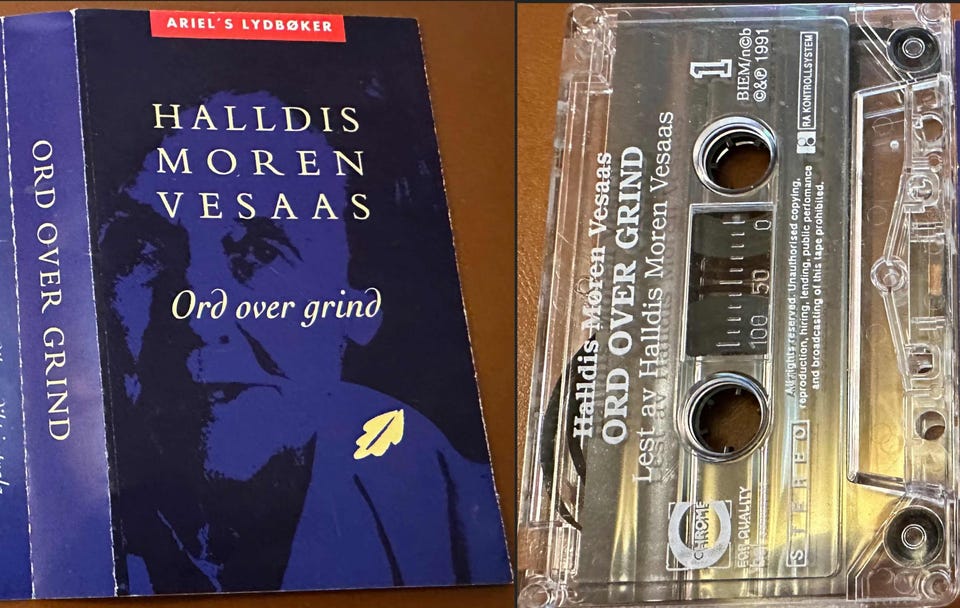 ARIEL´S LYDBØKER
HALLDIS
MOREN
VESAAS
Ord over grind
ORD OVER GRIND
Halldis Moren Vesaas
ORD OVER GRIND
Lest av Halldis Moren Vesaas
1
BIEM/n©b
©&℗ 1991
100 50 0
RA KONTROLLSYSTEM
All rights reserved. Unauthorised copying,
reproduction, hiring, lending, public perfomance
and broadcasting of this tape prohibited.
STEREO
CHROME
EQ.QUALITY